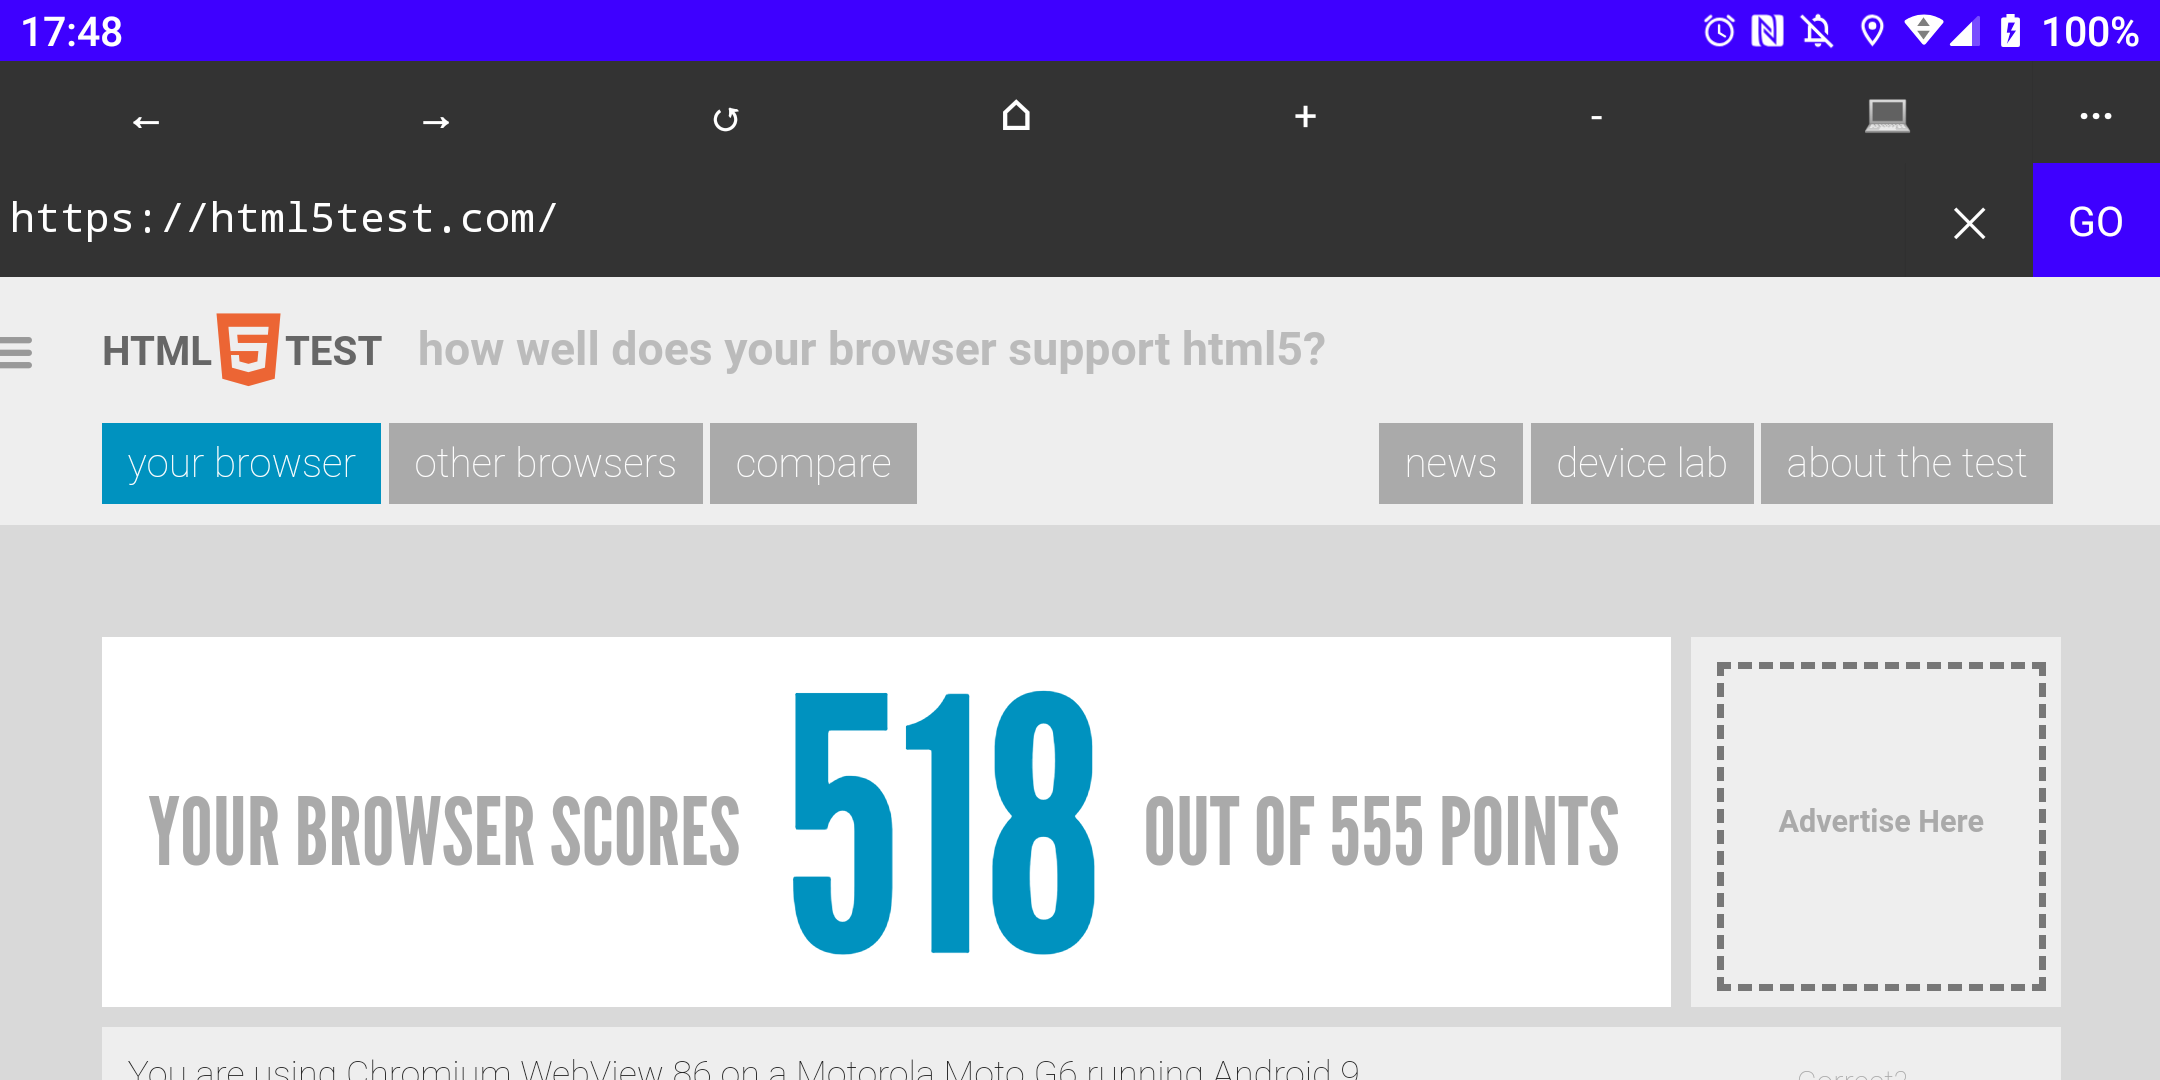 17:48 100%
← → ↺ ⌂ + - 💻 ...
https://html5test.com/ × GO
HTML 5 TEST how well does your browser support html5?
your browser other browsers compare news device lab about the test
YOUR BROWSER SCORES 518 OUT OF 555 POINTS
Advertise Here
You are using Chromium WebView 86 on a Motorola Moto G6 running Android 9
Correct?